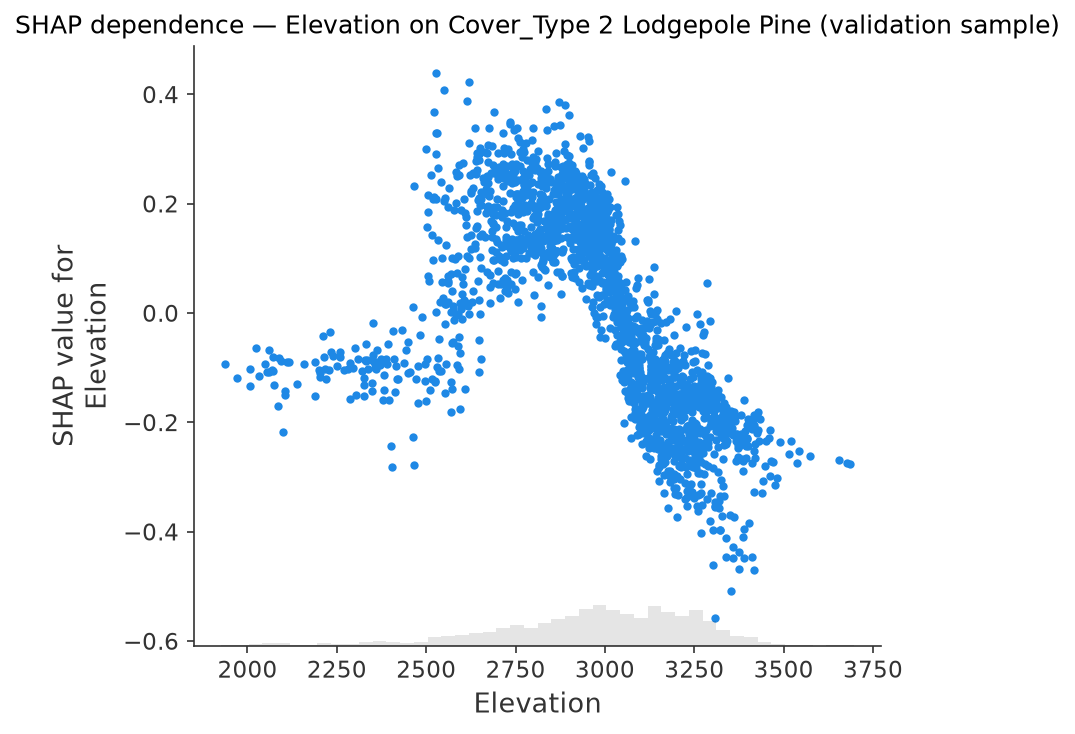 SHAP dependence — Elevation on Cover_Type 2 Lodgepole Pine (validation sample)
0.4
0.2
0.0
−0.2
−0.4
−0.6
SHAP value for
Elevation
2000 2250 2500 2750 3000 3250 3500 3750
Elevation